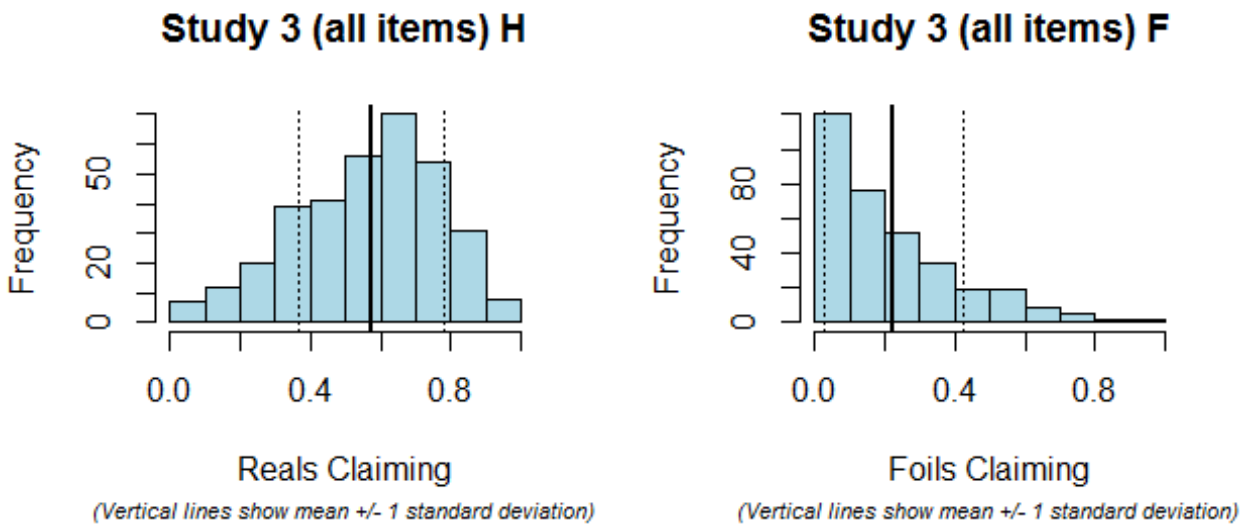 Study 3 (all items) H
Frequency
50
20
0
0.0 0.4 0.8
Reals Claiming
(Vertical lines show mean +/- 1 standard deviation)
Study 3 (all items) F
Frequency
80
40
0
0.0 0.4 0.8
Foils Claiming
(Vertical lines show mean +/- 1 standard deviation)